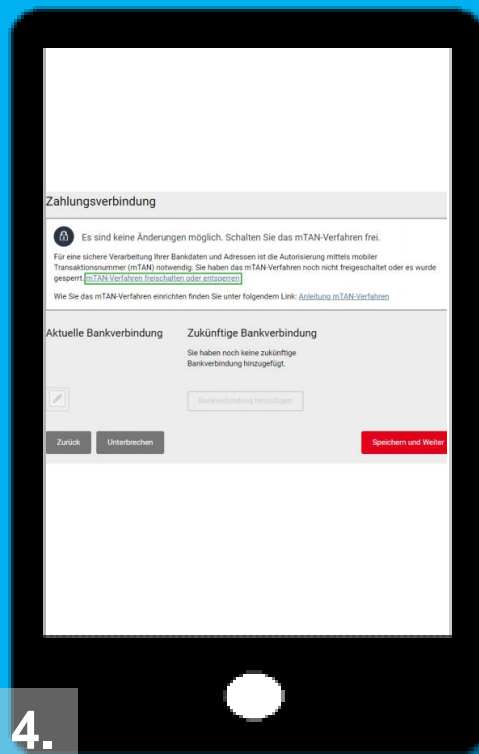 Zahlungsverbindung
Es sind keine Änderungen möglich. Schalten Sie das mTAN-Verfahren frei.
Für eine sichere Verarbeitung Ihrer Bankdaten und Adressen ist die Autorisierung mittels mobiler
Transaktionsnummer (mTAN) notwendig. Sie haben das mTAN-Verfahren noch nicht freigeschaltet oder es wurde
gesperrt. mTAN-Verfahren freischalten oder entsperren
Wie Sie das mTAN-Verfahren einrichten finden Sie unter folgendem Link: Anleitung mTAN-Verfahren
Aktuelle Bankverbindung
Zukünftige Bankverbindung
Sie haben noch keine zukünftige
Bankverbindung hinzugefügt.
Bankverbindung hinzufügen
Zurück
Unterbrechen
Speichern und Weiter
4.